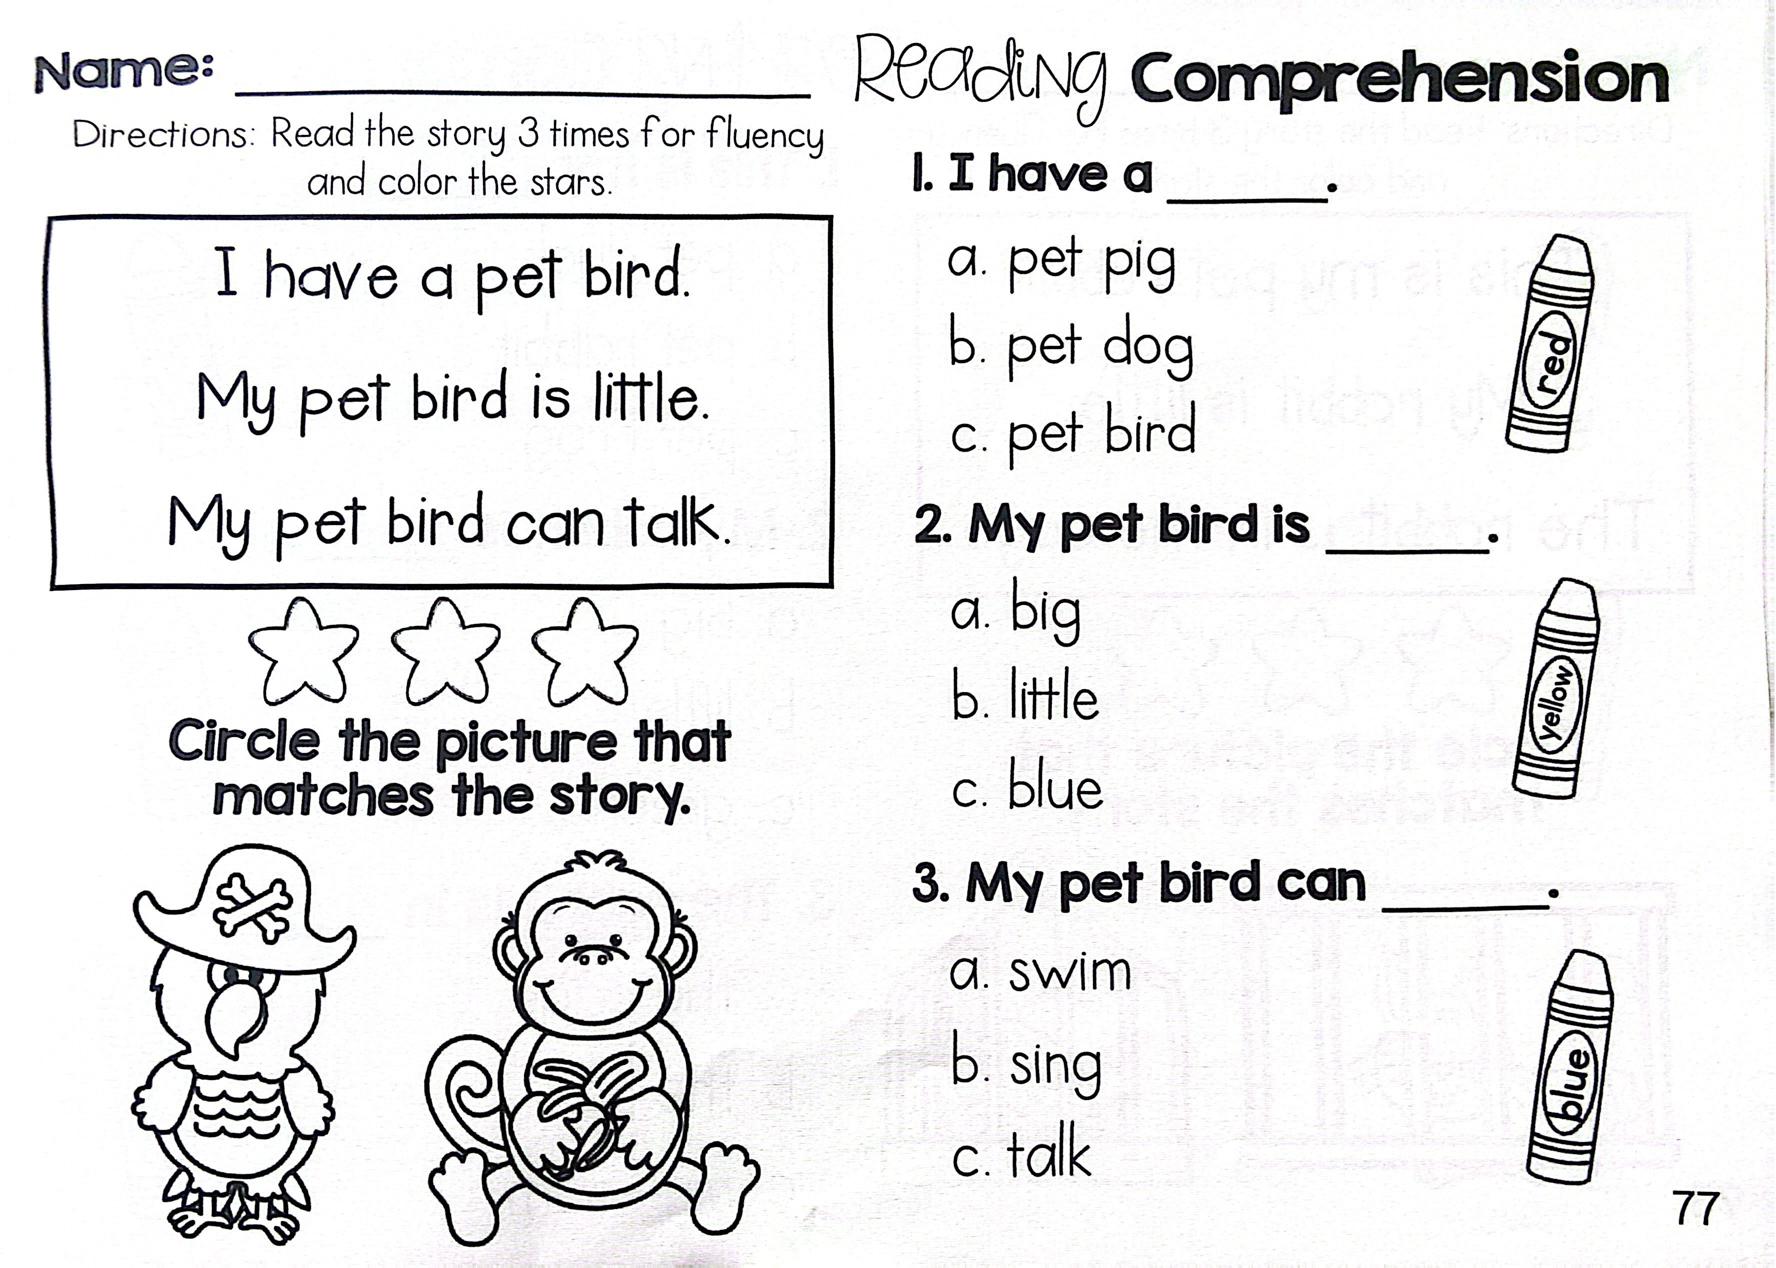 Name:
Directions: Read the story 3 times for fluency
and color the stars.
I have a pet bird.
My pet bird is little.
My pet bird can talk.
Circle the picture that
matches the story.
Reading Comprehension
1. I have a ______.
a. pet pig
b. pet dog
c. pet bird
red
2. My pet bird is ______.
a. big
b. little
c. blue
yellow
3. My pet bird can ______.
a. swim
b. sing
c. talk
blue
77